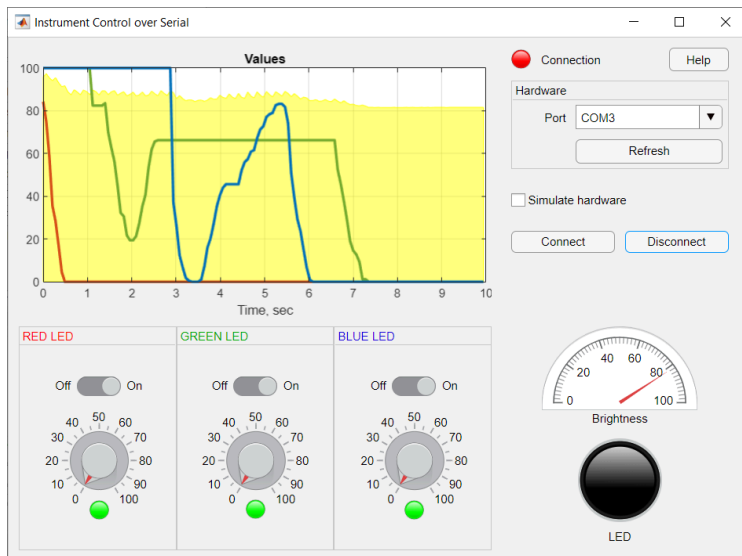 Instrument Control over Serial
Values
100
80
60
40
20
0
0 1 2 3 4 5 6 7 8 9 10
Time, sec
Connection
Help
Hardware
Port COM3
Refresh
Simulate hardware
Connect Disconnect
RED LED
Off On
0 10 20 30 40 50 60 70 80 90 100
GREEN LED
Off On
0 10 20 30 40 50 60 70 80 90 100
BLUE LED
Off On
0 10 20 30 40 50 60 70 80 90 100
0 20 40 60 80 100
Brightness
LED